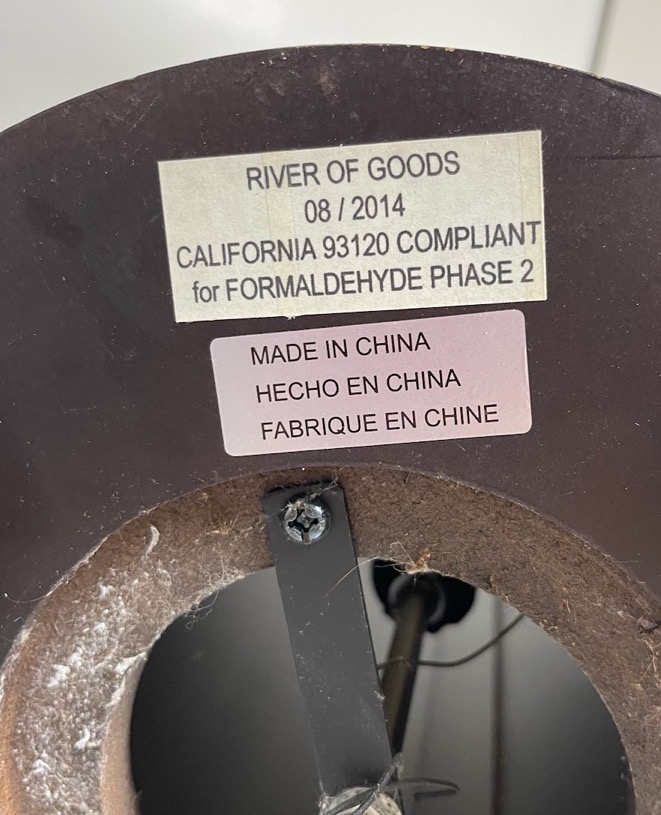 RIVER OF GOODS
08 / 2014
CALIFORNIA 93120 COMPLIANT
for FORMALDEHYDE PHASE 2
MADE IN CHINA
HECHO EN CHINA
FABRIQUE EN CHINE